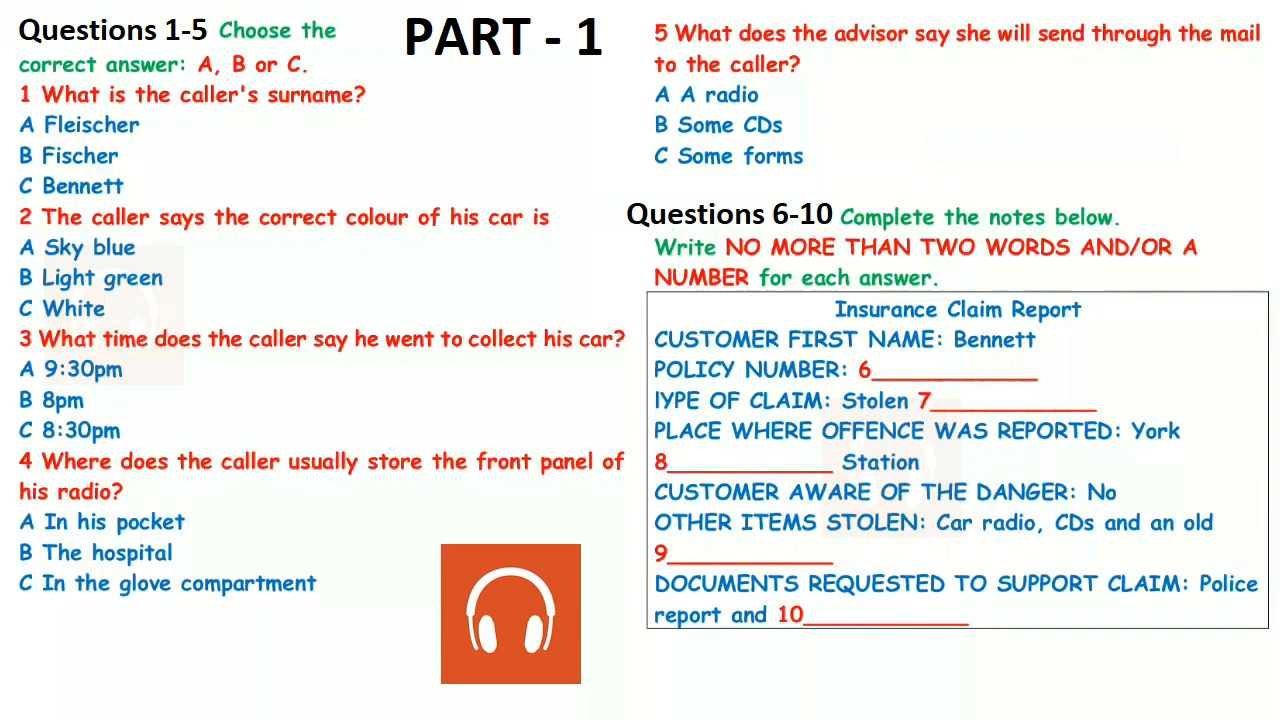 Questions 1-5 Choose the
correct answer: A, B or C.
PART - 1
1 What is the caller's surname?
A Fleischer
B Fischer
C Bennett
2 The caller says the correct colour of his car is
A Sky blue
B Light green
C White
3 What time does the caller say he went to collect his car?
A 9:30pm
B 8pm
C 8:30pm
4 Where does the caller usually store the front panel of
his radio?
A In his pocket
B The hospital
C In the glove compartment
5 What does the advisor say she will send through the mail
to the caller?
A A radio
B Some CDs
C Some forms
Questions 6-10 Complete the notes below.
Write NO MORE THAN TWO WORDS AND/OR A
NUMBER for each answer.
Insurance Claim Report
CUSTOMER FIRST NAME: Bennett
POLICY NUMBER: 6_____________
lYPE OF CLAIM: Stolen 7_____________
PLACE WHERE OFFENCE WAS REPORTED: York
8_____________ Station
CUSTOMER AWARE OF THE DANGER: No
OTHER ITEMS STOLEN: Car radio, CDs and an old
9_____________
DOCUMENTS REQUESTED TO SUPPORT CLAIM: Police
report and 10_____________